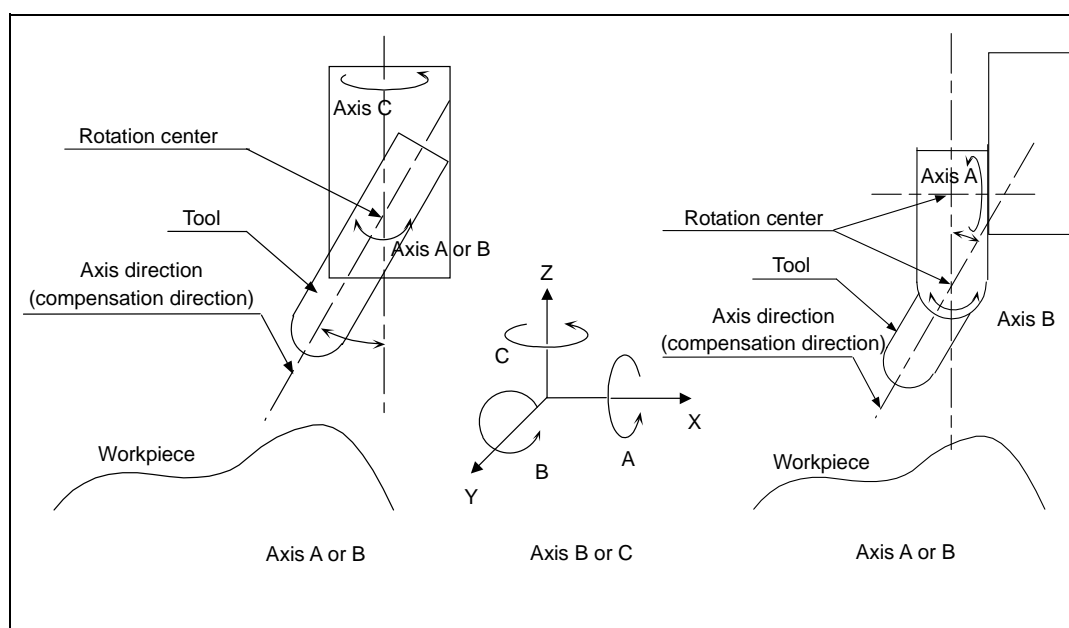 Axis C
Rotation center
Tool
Axis A or B
Axis direction
(compensation direction)
Workpiece
Axis A or B
Z
C
X
B
A
Y
Axis B or C
Axis A
Rotation center
Tool
Axis B
Axis direction
(compensation direction)
Workpiece
Axis A or B